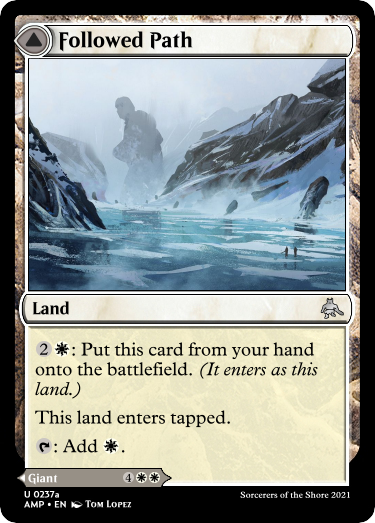 Followed Path
Land
2 : Put this card from your hand
onto the battlefield. (It enters as this
land.)
This land enters tapped.
: Add .
Giant 4
U 0237a
AMP • EN Tom Lopez Sorcerers of the Shore 2021